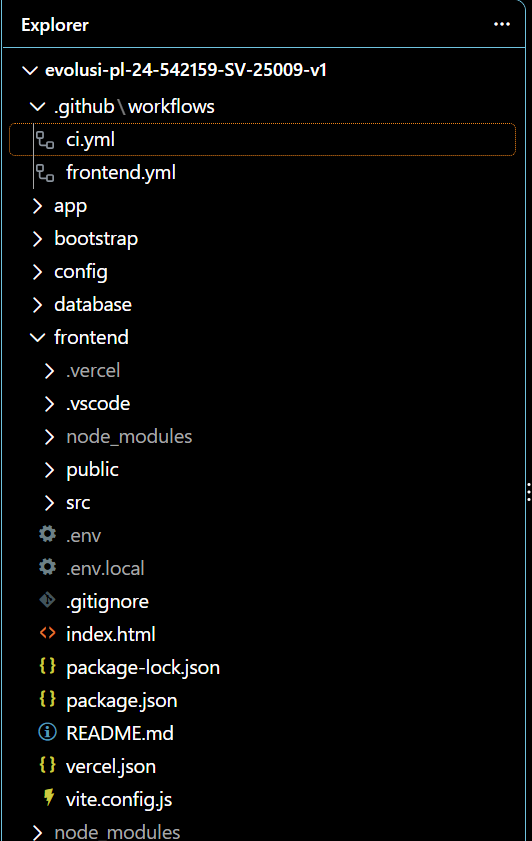 Explorer
evolusi-pl-24-542159-SV-25009-v1
.github\workflows
ci.yml
frontend.yml
app
bootstrap
config
database
frontend
.vercel
.vscode
node_modules
public
src
.env
.env.local
.gitignore
index.html
package-lock.json
package.json
README.md
vercel.json
vite.config.js
node_modules